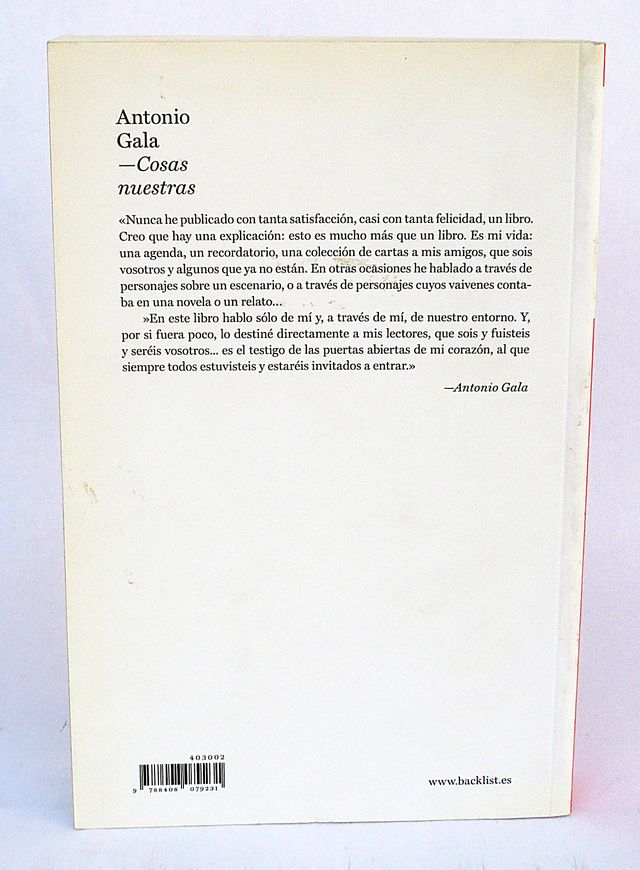 Antonio
Gala
—Cosas
nuestras
«Nunca he publicado con tanta satisfacción, casi con tanta felicidad, un libro.
Creo que hay una explicación: esto es mucho más que un libro. Es mi vida:
una agenda, un recordatorio, una colección de cartas a mis amigos, que sois
vosotros y algunos que ya no están. En otras ocasiones he hablado a través de
personajes sobre un escenario, o a través de personajes cuyos vaivenes conta-
ba en una novela o un relato...
»En este libro hablo sólo de mí y, a través de mí, de nuestro entorno. Y,
por si fuera poco, lo destiné directamente a mis lectores, que sois y fuisteis
y seréis vosotros... es el testigo de las puertas abiertas de mi corazón, al que
siempre todos estuvisteis y estaréis invitados a entrar.»
—Antonio Gala
403002
9 788408 079231
www.backlist.es